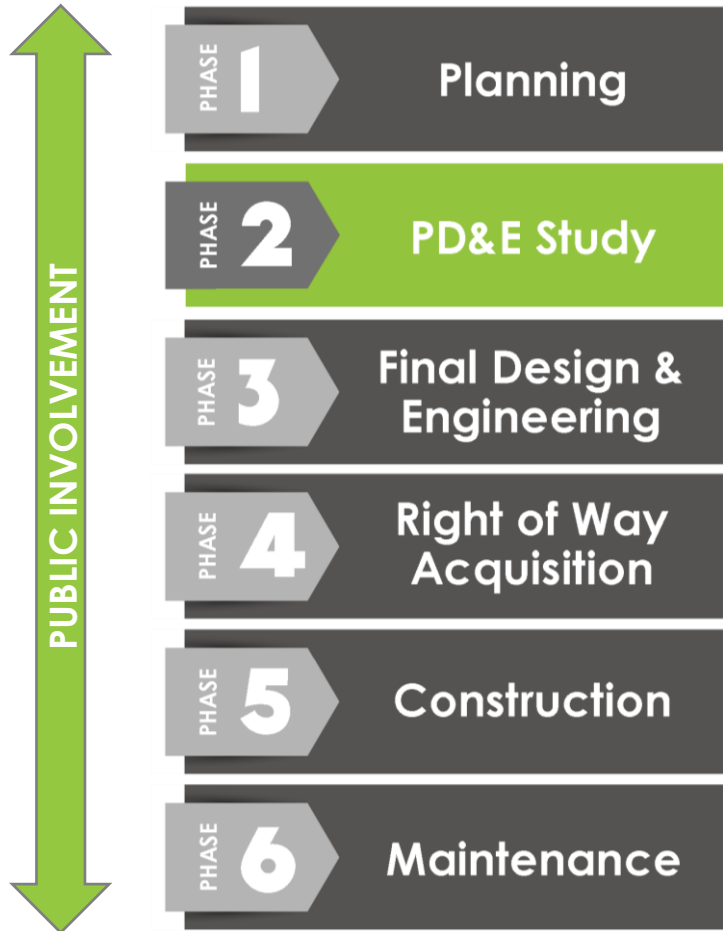 PUBLIC INVOLVEMENT
PHASE 1
Planning
PHASE 2
PD&E Study
PHASE 3
Final Design &
Engineering
PHASE 4
Right of Way
Acquisition
PHASE 5
Construction
PHASE 6
Maintenance